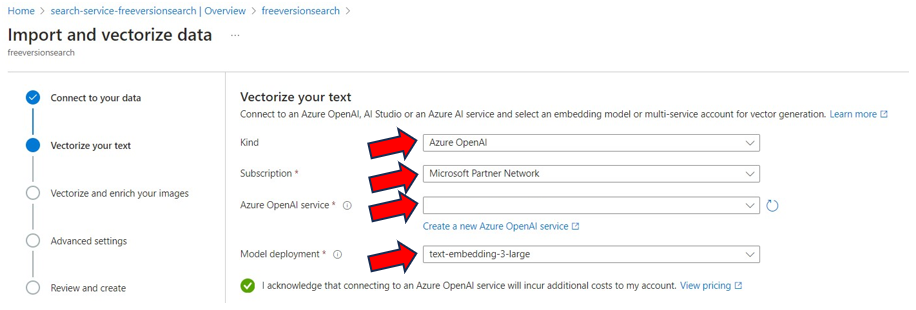 Home > search-service-freeversionsearch | Overview > freeversionsearch >
Import and vectorize data ...
freeversionsearch
Connect to your data
Vectorize your text
Vectorize and enrich your images
Advanced settings
Review and create
Vectorize your text
Connect to an Azure OpenAI, AI Studio or an Azure AI service and select an embedding model or multi-service account for vector generation. Learn more
Kind
Azure OpenAI
Subscription *
Microsoft Partner Network
Azure OpenAI service *
Create a new Azure OpenAI service
Model deployment *
text-embedding-3-large
I acknowledge that connecting to an Azure OpenAI service will incur additional costs to my account. View pricing